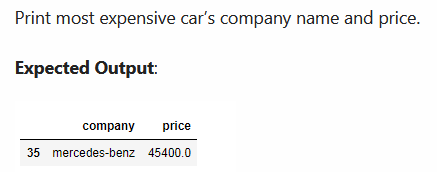 Print most expensive car's company name and price.
Expected Output:
company price
35 mercedes-benz 45400.0